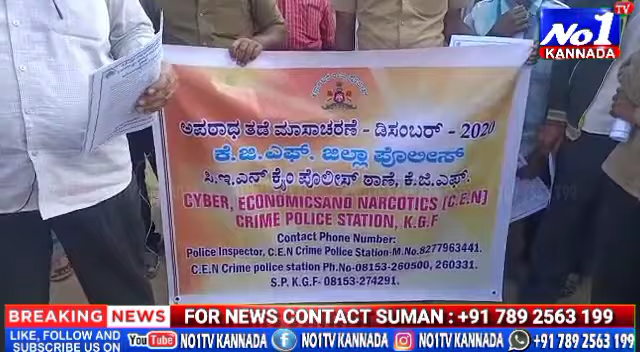 No1
TV
KANNADA
ಅಪರಾಧ ತಡೆ ಮಾಸಾಚರಣೆ - ಡಿಸಂಬರ್ - 2020
ಕೆ.ಜಿ.ಎಫ್. ಜಿಲ್ಲಾ ಪೊಲೀಸ್
ಸಿ.ಇ.ಎನ್ ಕ್ರೈಂ ಪೊಲೀಸ್ ಠಾಣೆ, ಕೆ.ಜಿ.ಎಫ್.
CYBER, ECONOMICSAND NARCOTICS [C.E.N]
CRIME POLICE STATION, K.G.F
Contact Phone Number:
Police Inspector, C.E.N Crime Police Station-M.No.8277963441.
C.E.N Crime police station Ph.No-08153-260500, 260331.
S.P. K.G.F- 08153-274291.
BREAKING NEWS FOR NEWS CONTACT SUMAN : +91 789 2563 199
LIKE, FOLLOW AND
SUBSCRIBE US ON
YouTube NO1TV KANNADA NO1TV KANNADA NO1TV KANNADA +91 789 2563 199